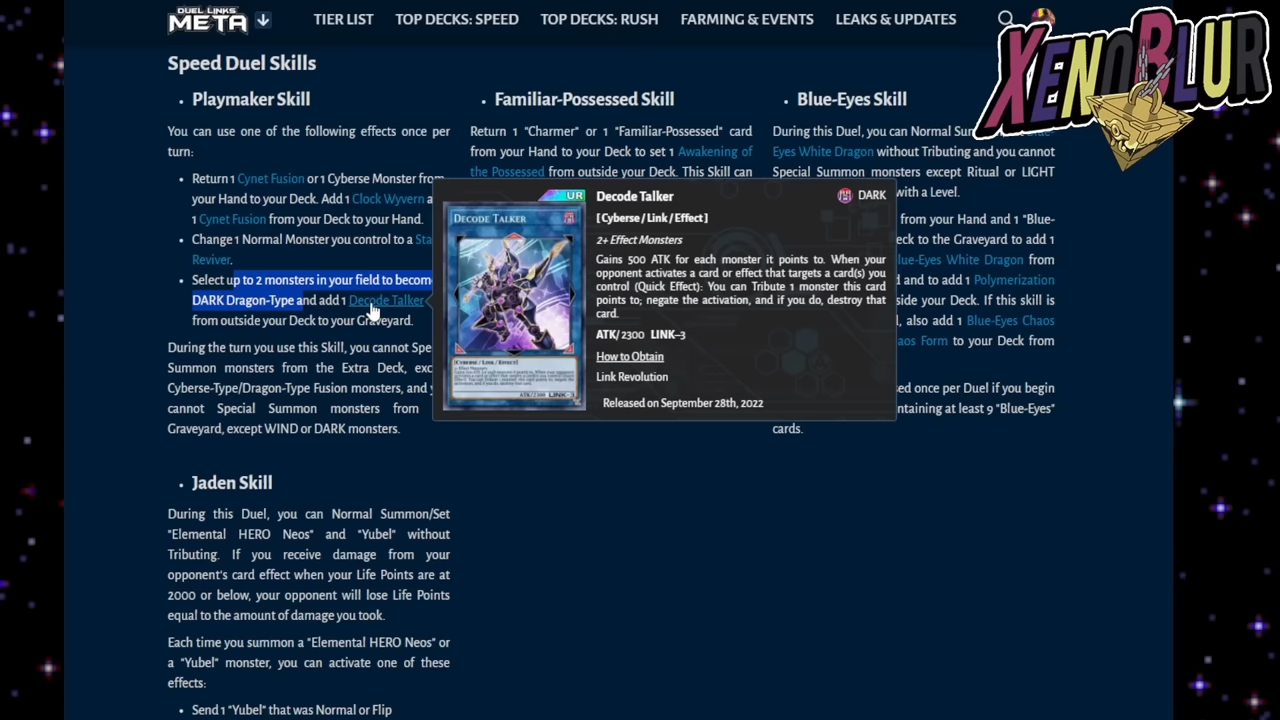 DUEL LINKS
META
TIER LIST
TOP DECKS: SPEED
TOP DECKS: RUSH
FARMING & EVENTS
LEAKS & UPDATES
XENOBLUR
Speed Duel Skills
• Playmaker Skill
You can use one of the following effects once per
turn:
• Return 1 Cynet Fusion or 1 Cyberse Monster from
your Hand to your Deck. Add 1 Clock Wyvern a
1 Cynet Fusion from your Deck to your Hand.
• Change 1 Normal Monster you control to a Sta
Reviver.
• Select up to 2 monsters in your field to become
DARK Dragon-Type and add 1 Decode Talker
from outside your Deck to your Graveyard.
During the turn you use this Skill, you cannot Spe
Summon monsters from the Extra Deck, exc
Cyberse-Type/Dragon-Type Fusion monsters, and y
cannot Special Summon monsters from
Graveyard, except WIND or DARK monsters.
• Familiar-Possessed Skill
Return 1 "Charmer" or 1 "Familiar-Possessed" card
from your Hand to your Deck to set 1 Awakening of
the Possessed from outside your Deck. This Skill can
• Blue-Eyes Skill
During this Duel, you can Normal Sum
Eyes White Dragon without Tributing and you cannot
Special Summon monsters except Ritual or LIGHT
with a Level.
from your Hand and 1 "Blue-
eck to the Graveyard to add 1
lue-Eyes White Dragon from
d and to add 1 Polymerization
side your Deck. If this skill is
d, also add 1 Blue-Eyes Chaos
aos Form to your Deck from
sed once per Duel if you begin
ntaining at least 9 "Blue-Eyes"
cards.
UR
DECODE TALKER
[CYBERSE / LINK / EFFECT]
ATK/2300 LINK-3
Decode Talker
DARK
[ Cyberse / Link / Effect ]
2+ Effect Monsters
Gains 500 ATK for each monster it points to. When your
opponent activates a card or effect that targets a card(s) you
control (Quick Effect): You can Tribute 1 monster this card
points to; negate the activation, and if you do, destroy that
card.
ATK/ 2300 LINK-3
How to Obtain
Link Revolution
Released on September 28th, 2022
• Jaden Skill
During this Duel, you can Normal Summon/Set
"Elemental HERO Neos" and "Yubel" without
Tributing. If you receive damage from your
opponent's card effect when your Life Points are at
2000 or below, your opponent will lose Life Points
equal to the amount of damage you took.
Each time you summon a "Elemental HERO Neos" or
a "Yubel" monster, you can activate one of these
effects:
• Send 1 "Yubel" that was Normal or Flip